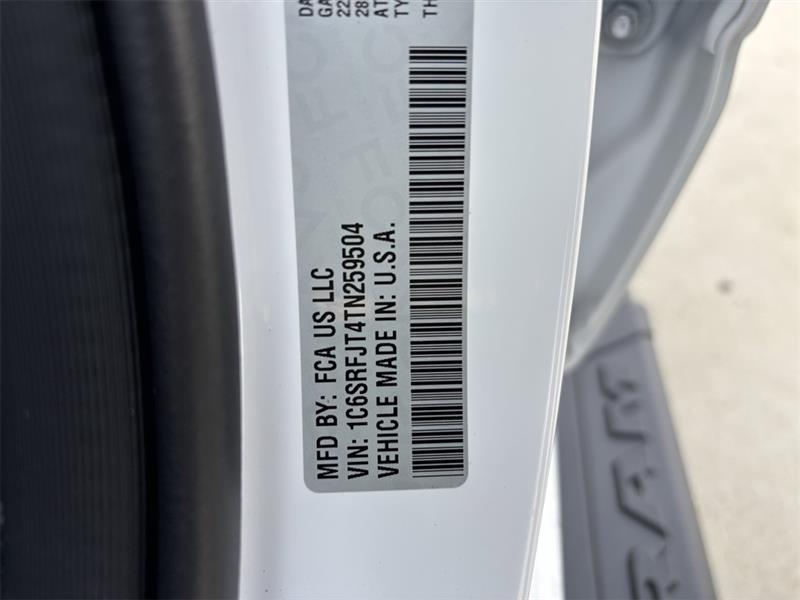 MFD BY: FCA US LLC
VIN: 1C6SRFJT4TN259504
VEHICLE MADE IN: U.S.A.
RAM